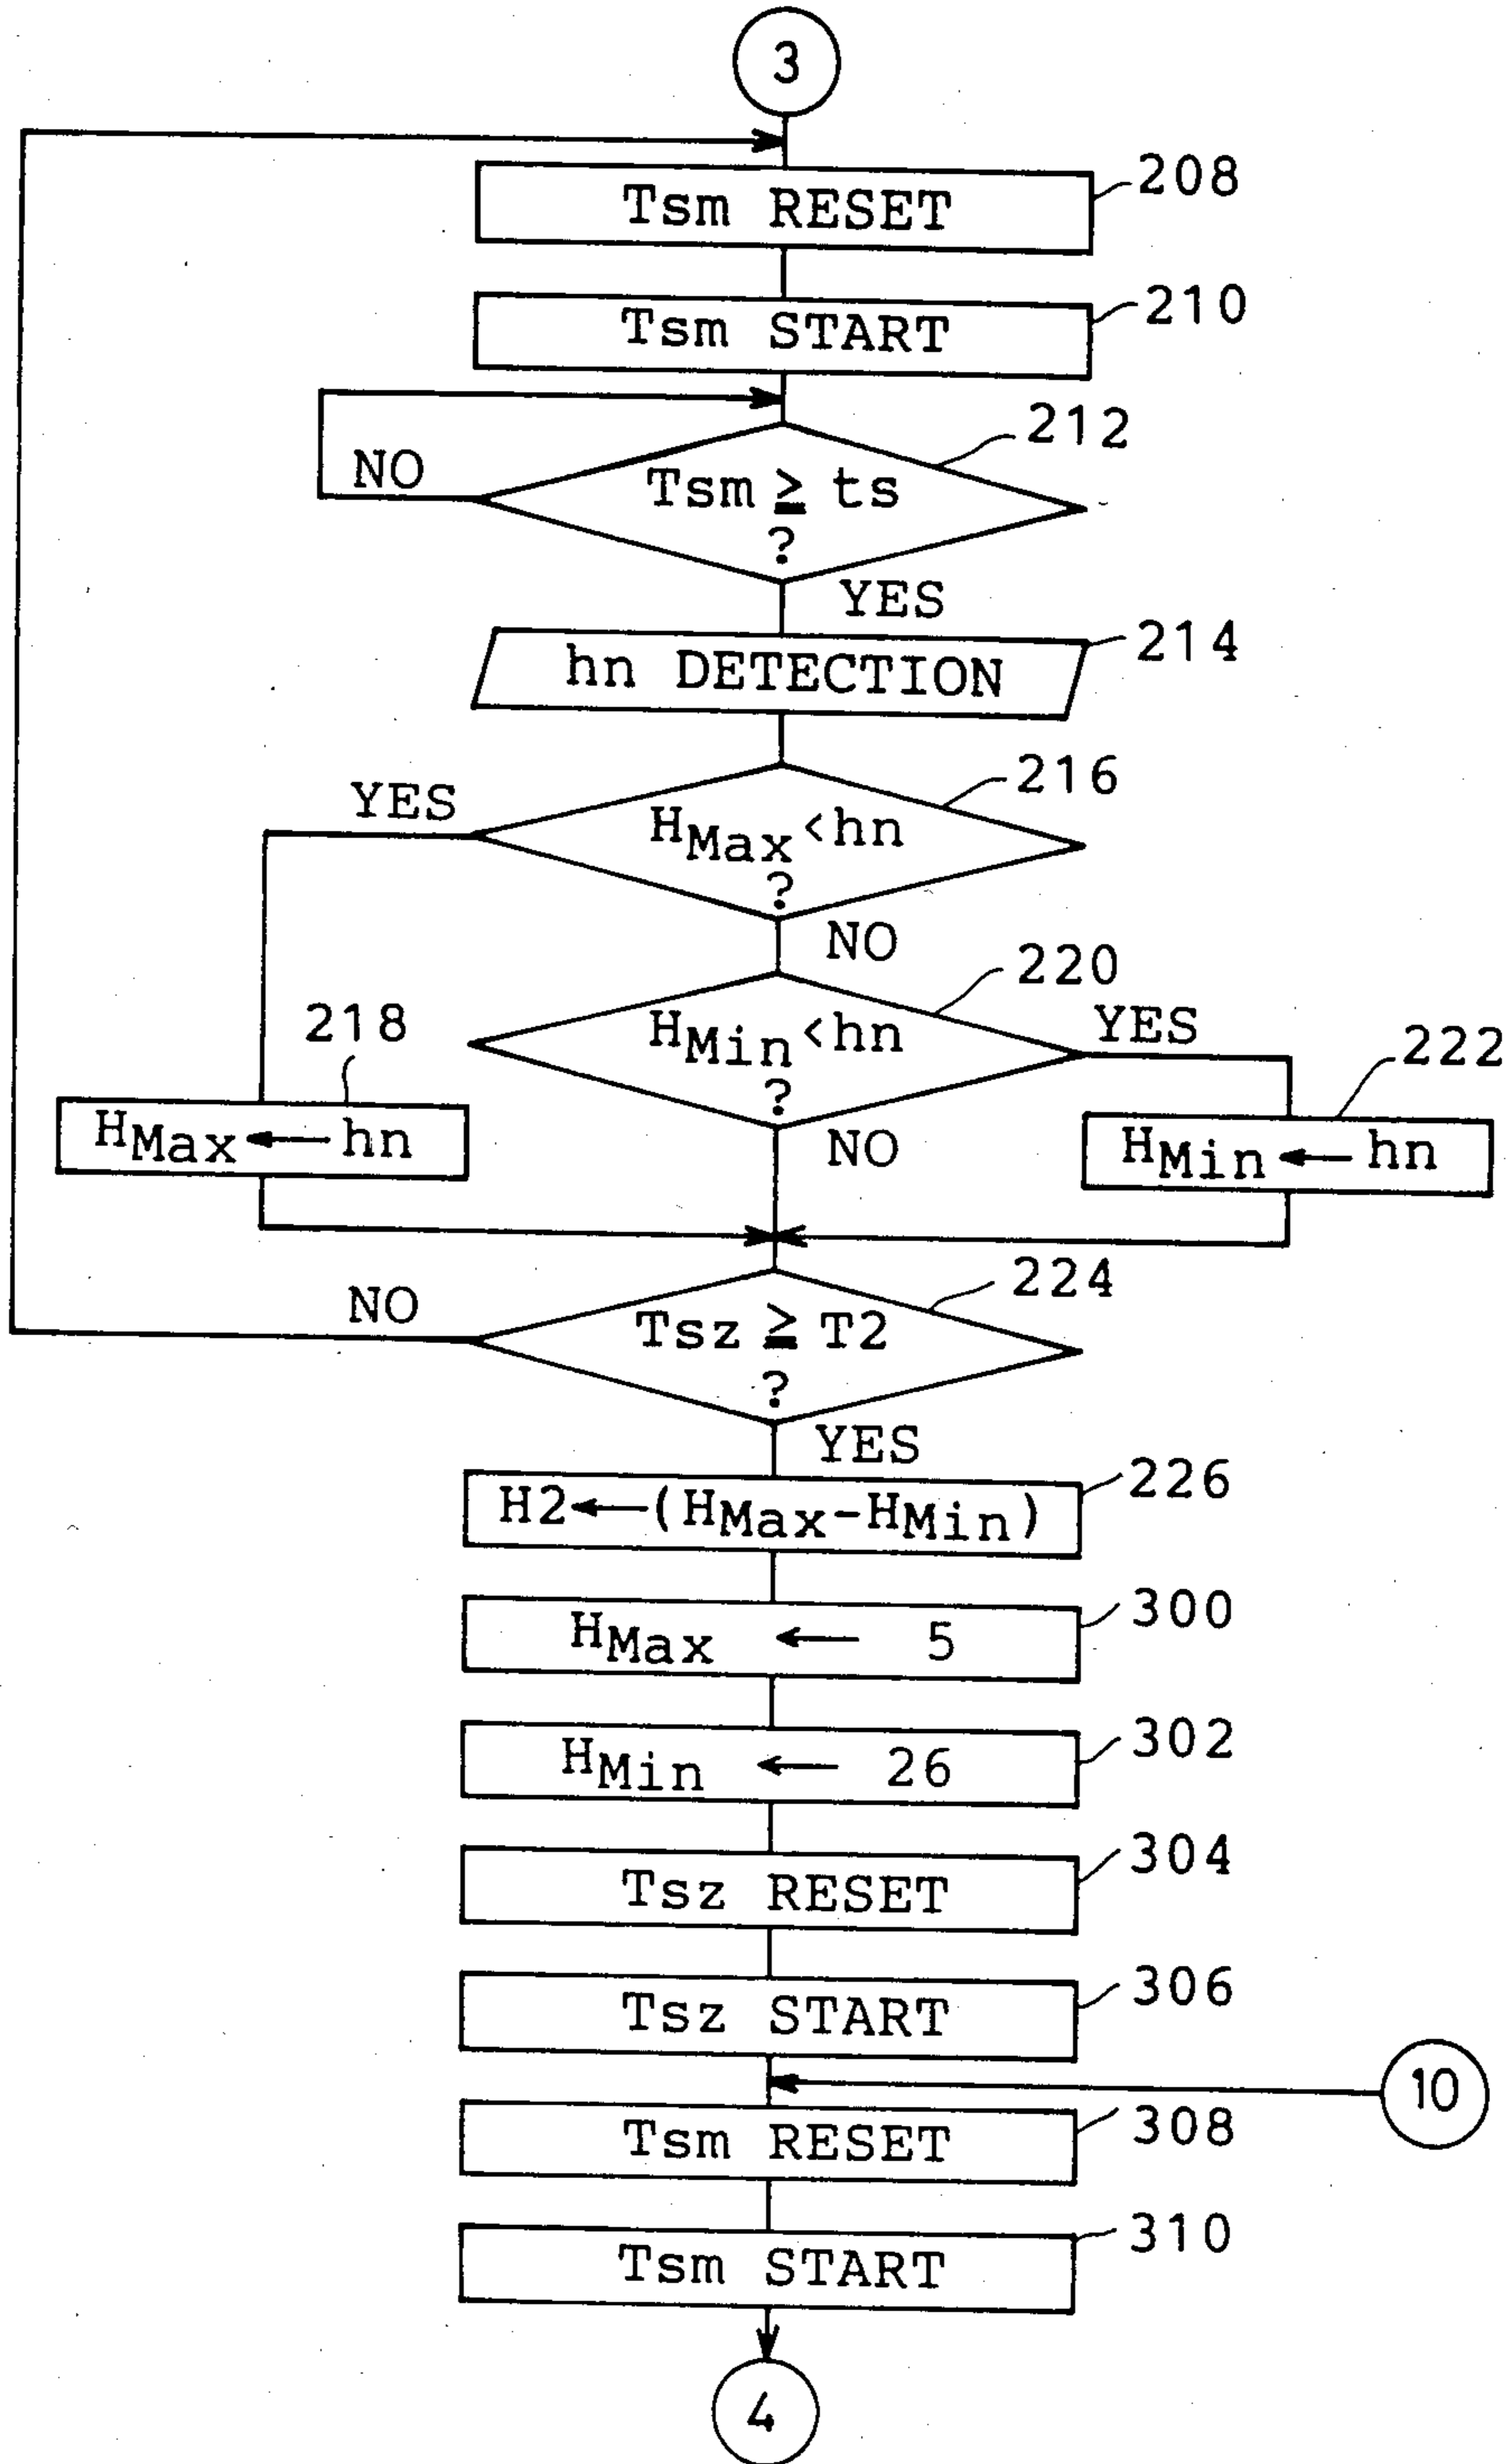 3
Tsm RESET 208
Tsm START 210
212
NO
Tsm ≧ ts
?
YES
hn DETECTION 214
216
YES
HMax<hn
?
NO
220
HMin<hn
?
YES
218
222
HMax ← hn
NO
HMin ← hn
224
NO
Tsz ≧ T2
?
YES
226
H2←(HMax-HMin)
300
HMax ← 5
302
HMin ← 26
304
Tsz RESET
306
Tsz START
10
308
Tsm RESET
310
Tsm START
4